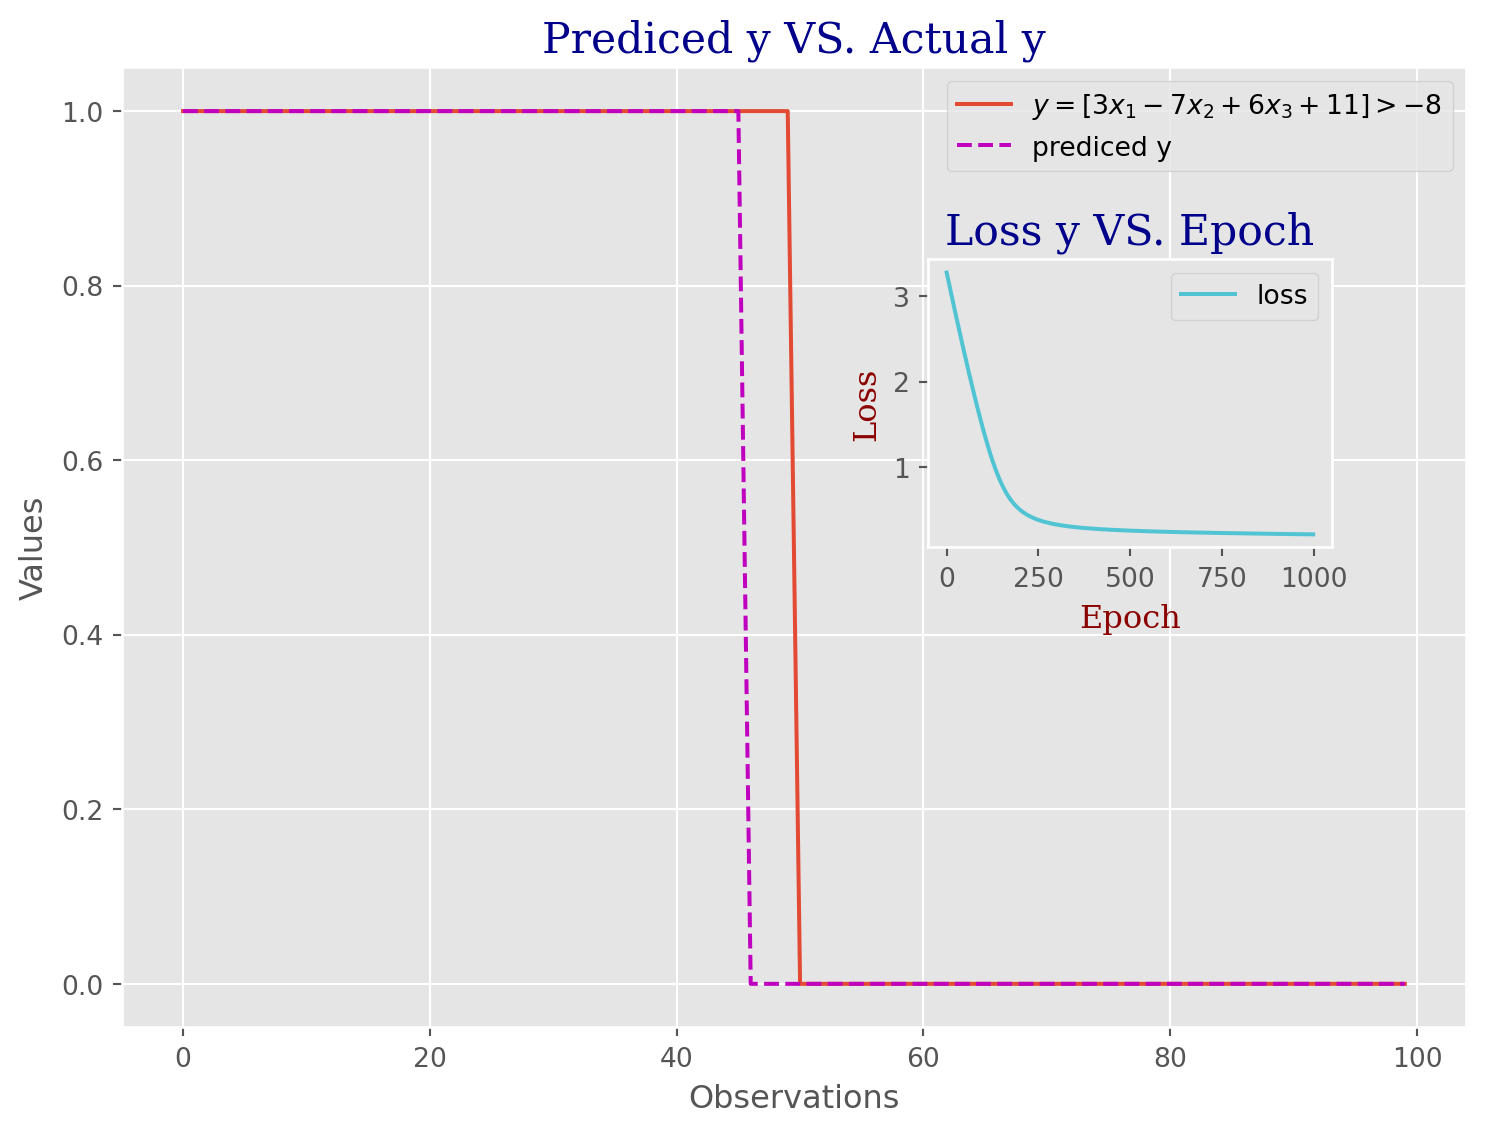 Prediced y VS. Actual y
y = [3x₁ − 7x₂ + 6x₃ + 11] > −8
prediced y
Loss y VS. Epoch
loss
3
2
1
Loss
0 250 500 750 1000
Epoch
1.0
0.8
0.6
0.4
0.2
0.0
Values
0 20 40 60 80 100
Observations